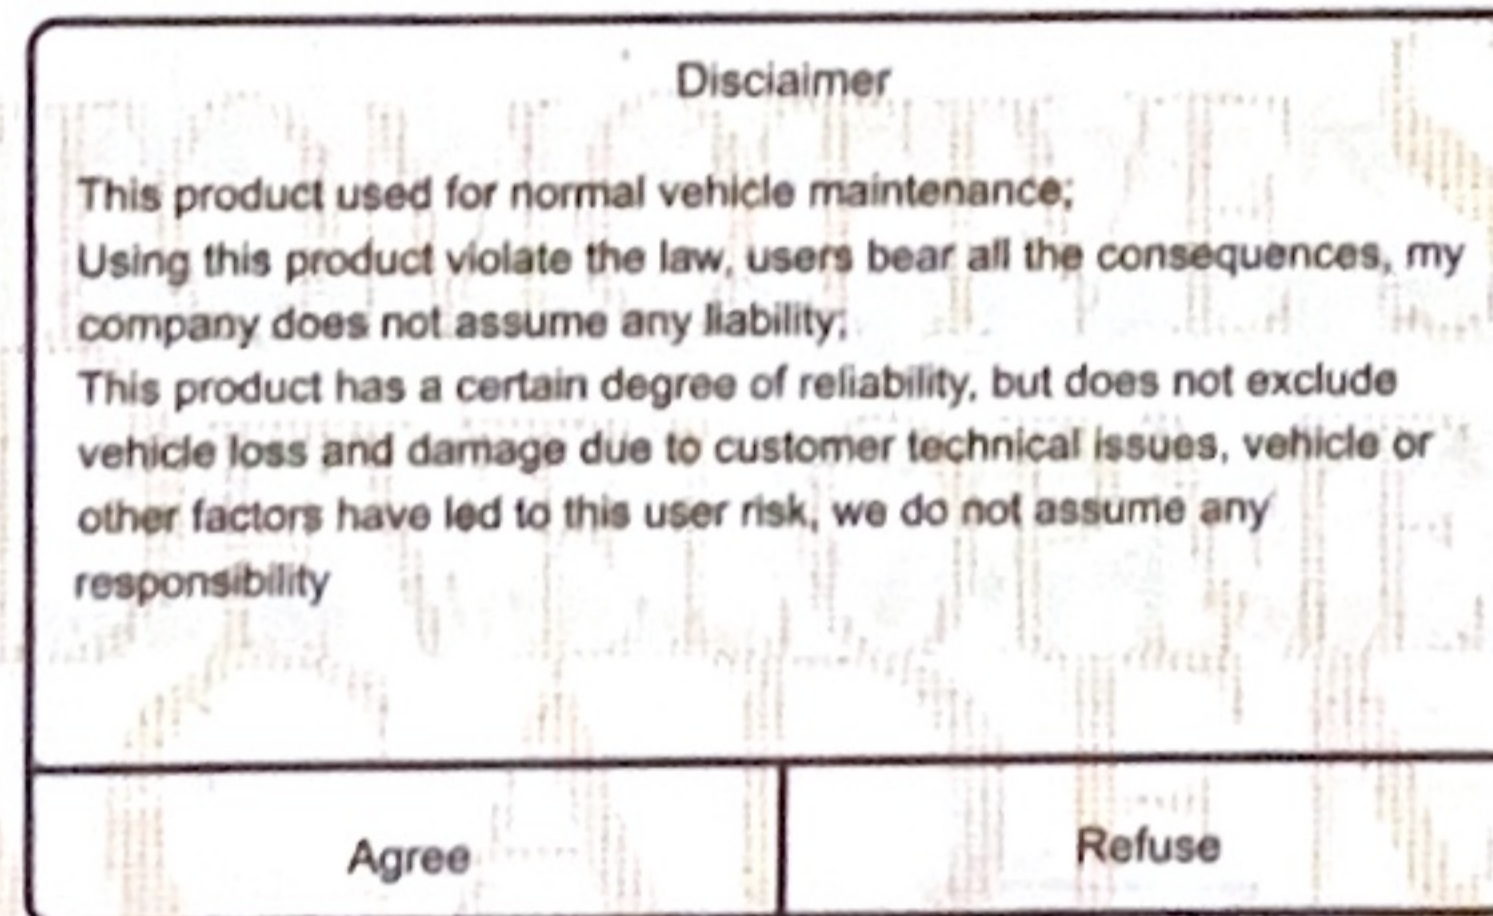 Disciaimer
This product used for normal vehicle maintenance;
Using this product violate the law, users bear all the consequences, my
company does not assume any liability;
This product has a certain degree of reliability, but does not exclude
vehicle loss and damage due to customer technical issues, vehicle or
other factors have led to this user risk, we do not assume any
responsibility
Agree
Refuse